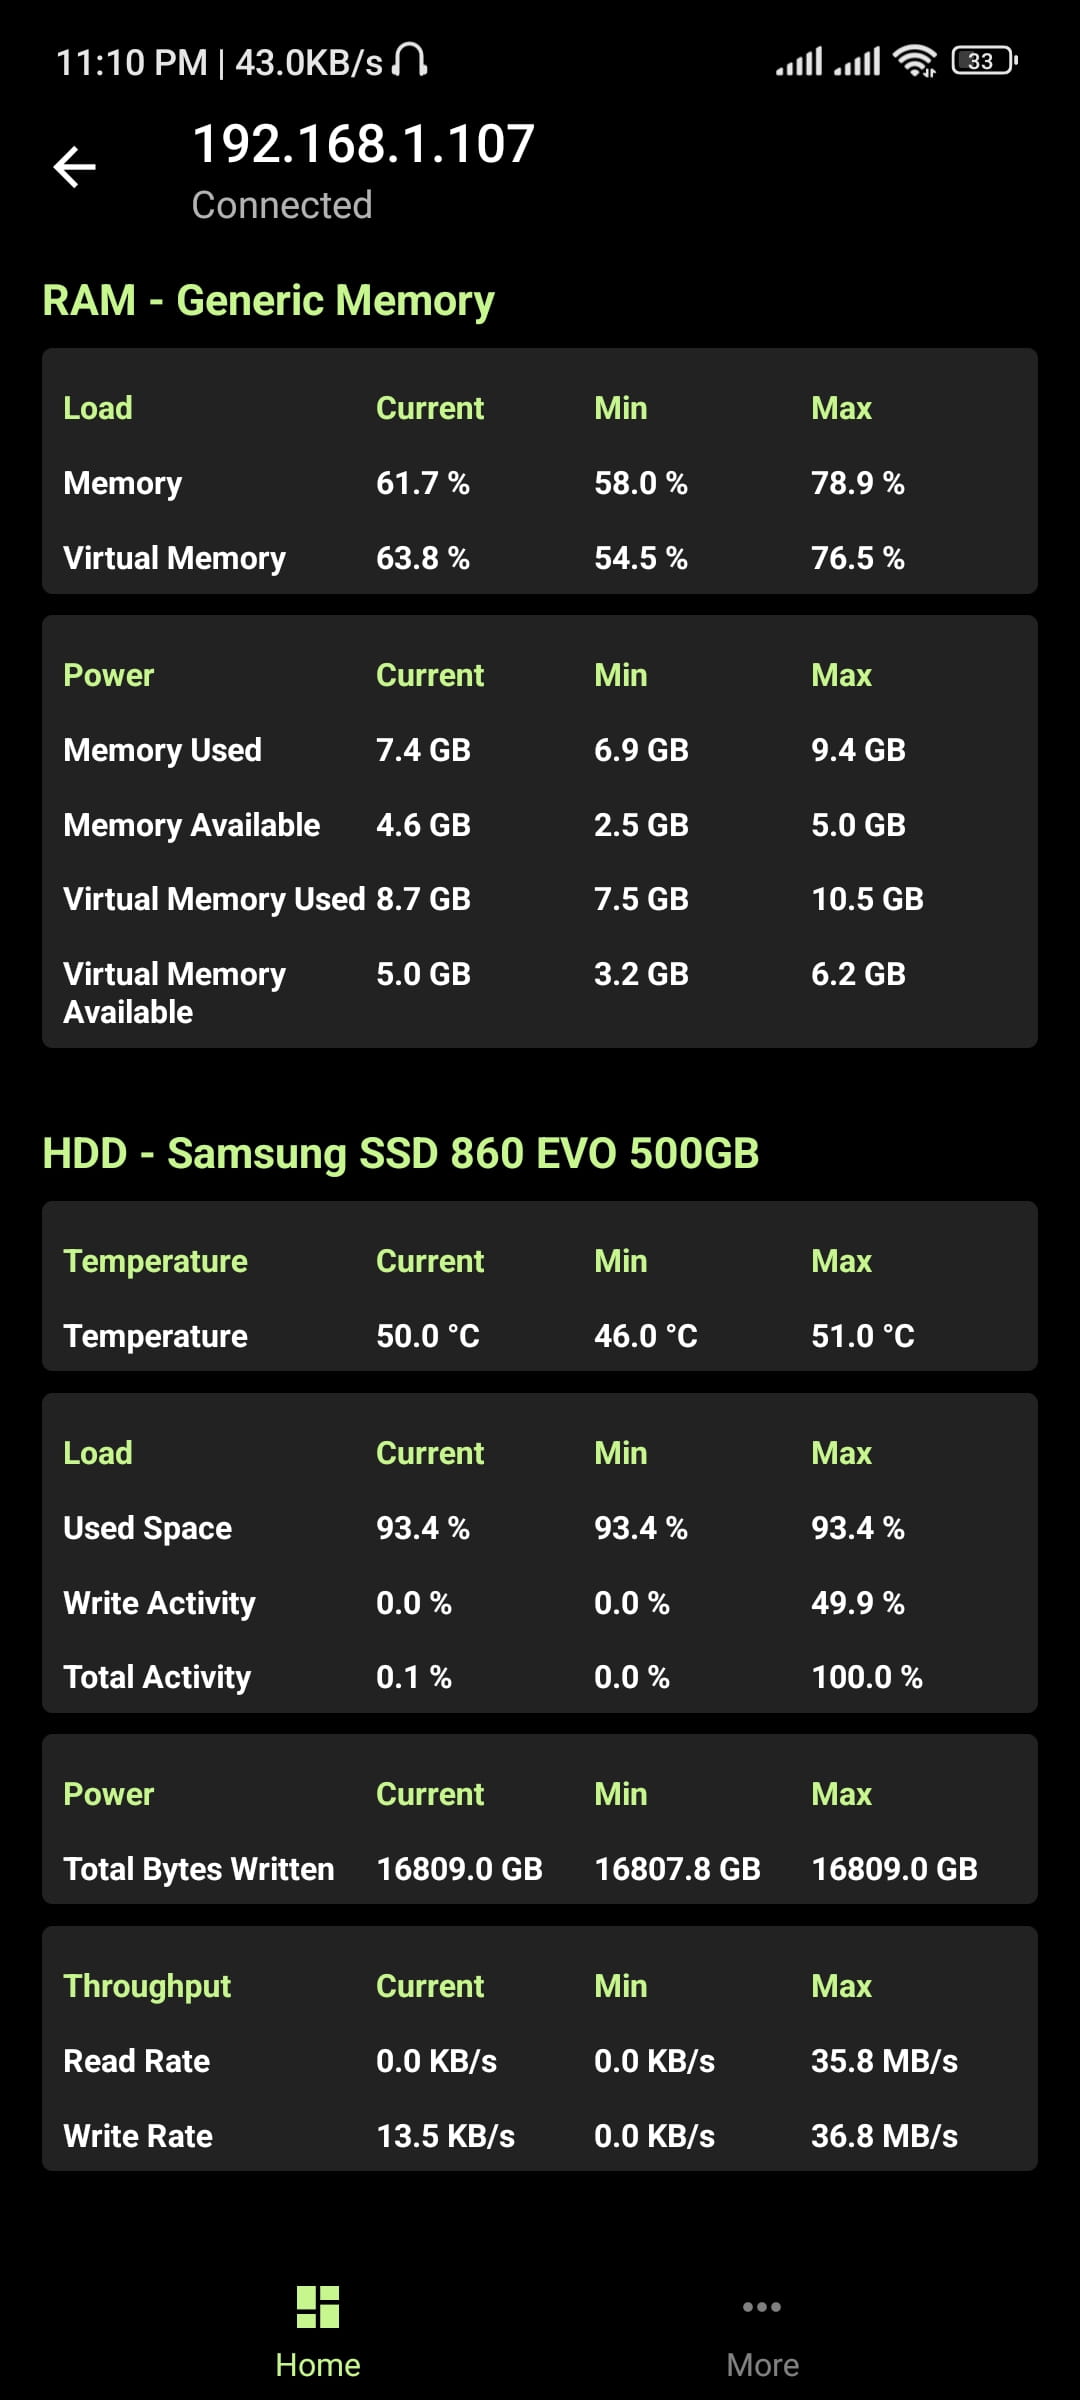 11:10 PM | 43.0KB/s 33
192.168.1.107
Connected
RAM - Generic Memory
Load Current Min Max
Memory 61.7 % 58.0 % 78.9 %
Virtual Memory 63.8 % 54.5 % 76.5 %
Power Current Min Max
Memory Used 7.4 GB 6.9 GB 9.4 GB
Memory Available 4.6 GB 2.5 GB 5.0 GB
Virtual Memory Used 8.7 GB 7.5 GB 10.5 GB
Virtual Memory 5.0 GB 3.2 GB 6.2 GB
Available
HDD - Samsung SSD 860 EVO 500GB
Temperature Current Min Max
Temperature 50.0 °C 46.0 °C 51.0 °C
Load Current Min Max
Used Space 93.4 % 93.4 % 93.4 %
Write Activity 0.0 % 0.0 % 49.9 %
Total Activity 0.1 % 0.0 % 100.0 %
Power Current Min Max
Total Bytes Written 16809.0 GB 16807.8 GB 16809.0 GB
Throughput Current Min Max
Read Rate 0.0 KB/s 0.0 KB/s 35.8 MB/s
Write Rate 13.5 KB/s 0.0 KB/s 36.8 MB/s
Home More